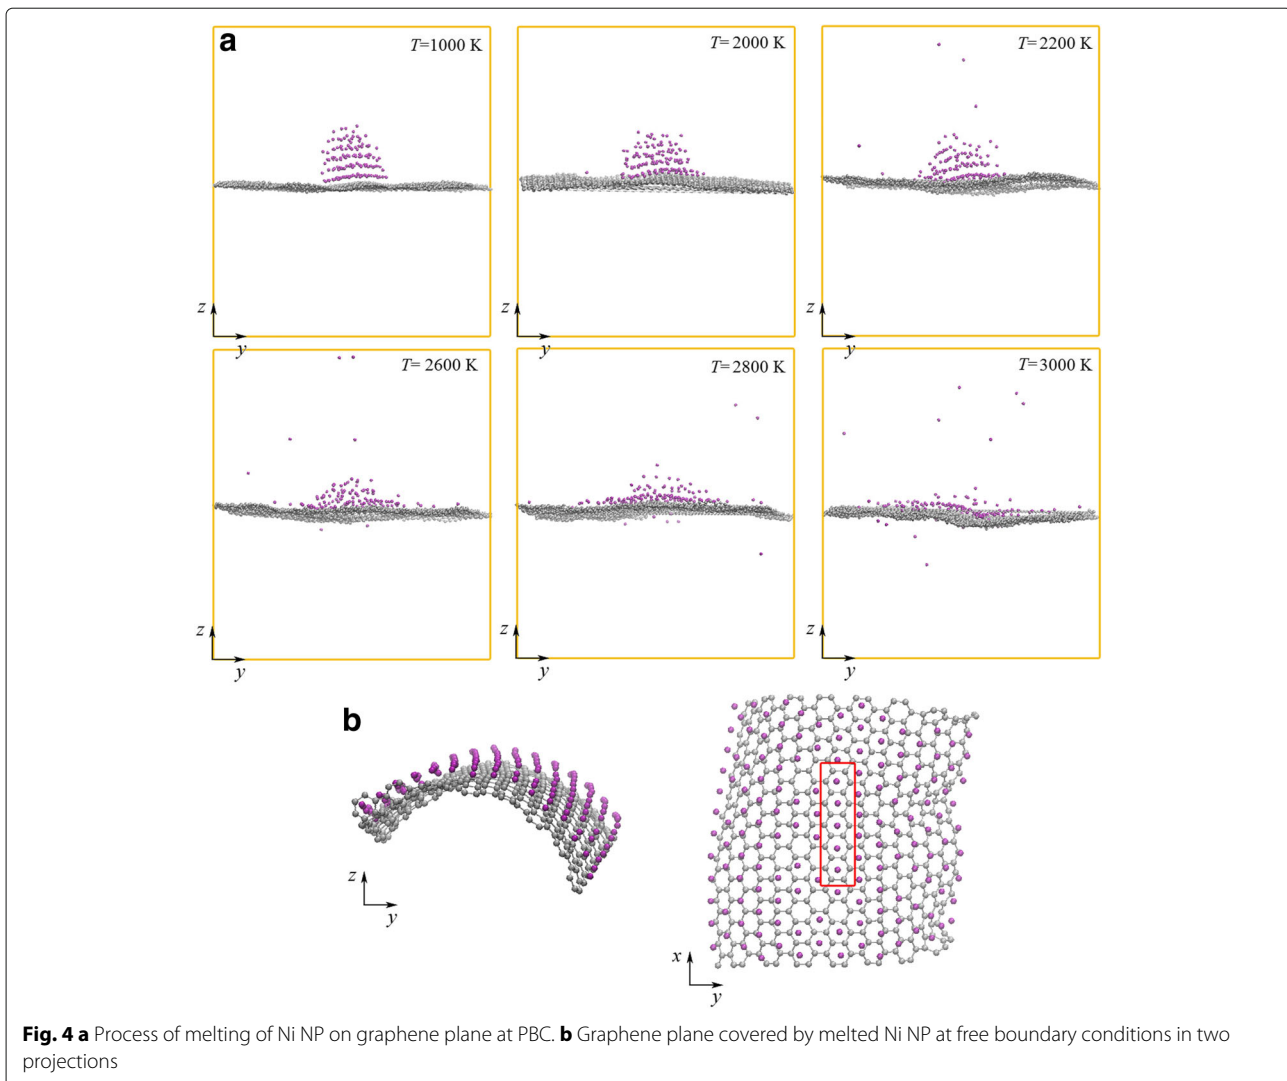 a
T=1000 K
T=2000 K
T=2200 K
z
y
z
y
z
y
T= 2600 K
T=2800 K
T=3000 K
z
y
z
y
z
y
b
z
y
x
y
Fig. 4 a Process of melting of Ni NP on graphene plane at PBC. b Graphene plane covered by melted Ni NP at free boundary conditions in two
projections